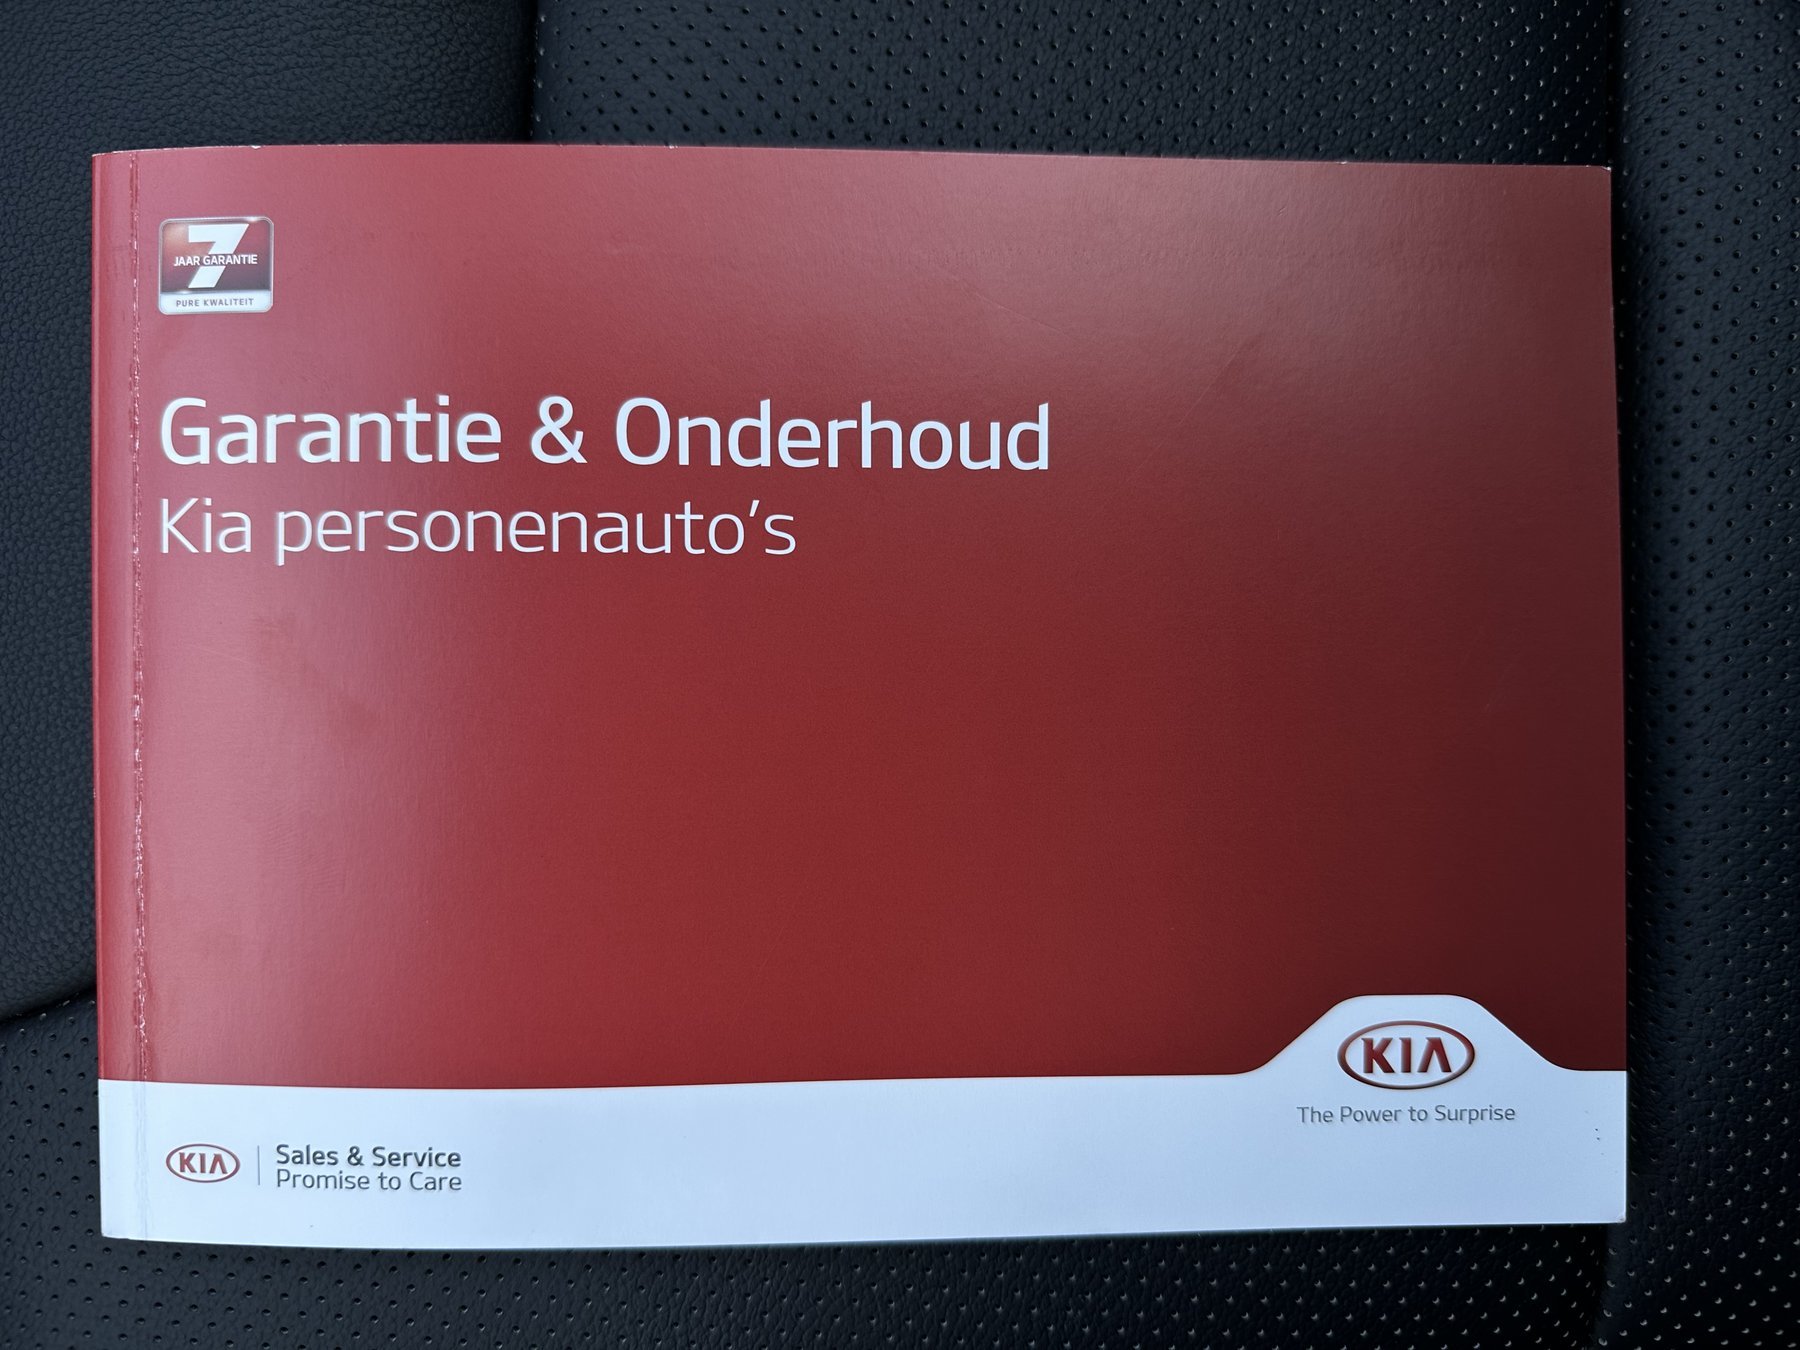 7
JAAR GARANTIE
PURE KWALITEIT
Garantie & Onderhoud
Kia personenauto's
KIA
The Power to Surprise
KIA
Sales & Service
Promise to Care